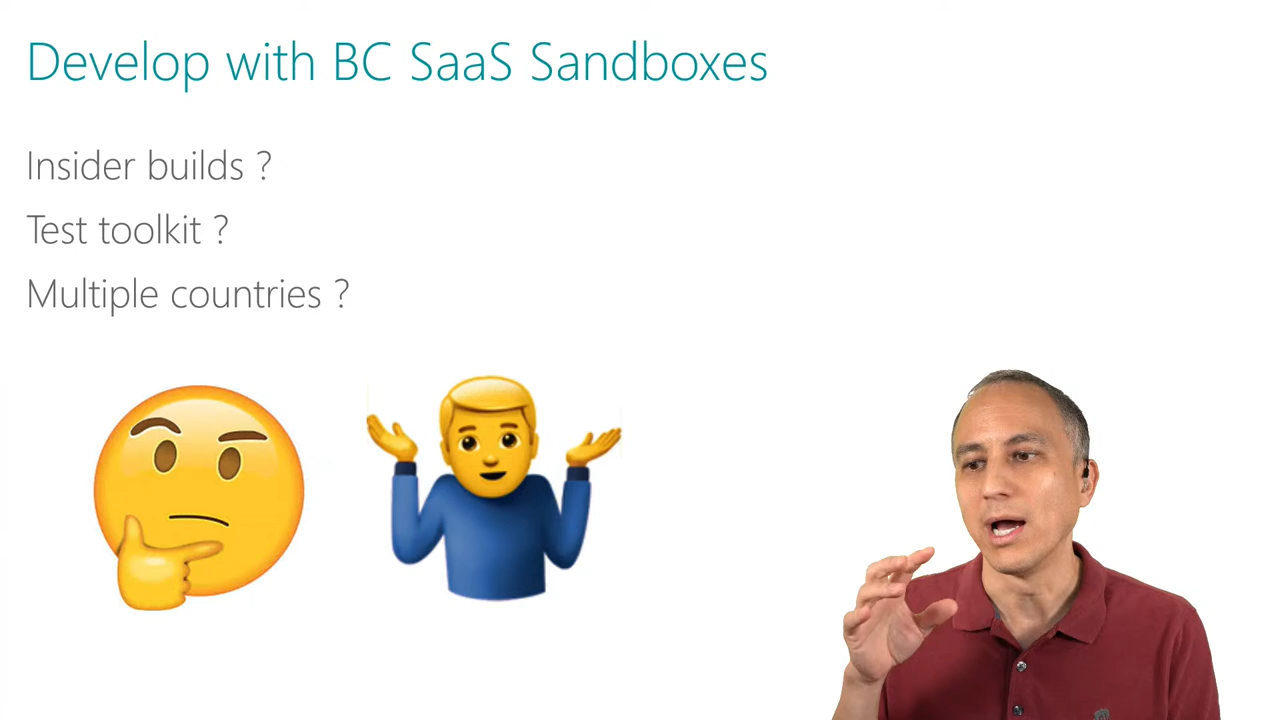 Develop with BC SaaS Sandboxes
Insider builds ?
Test toolkit ?
Multiple countries ?